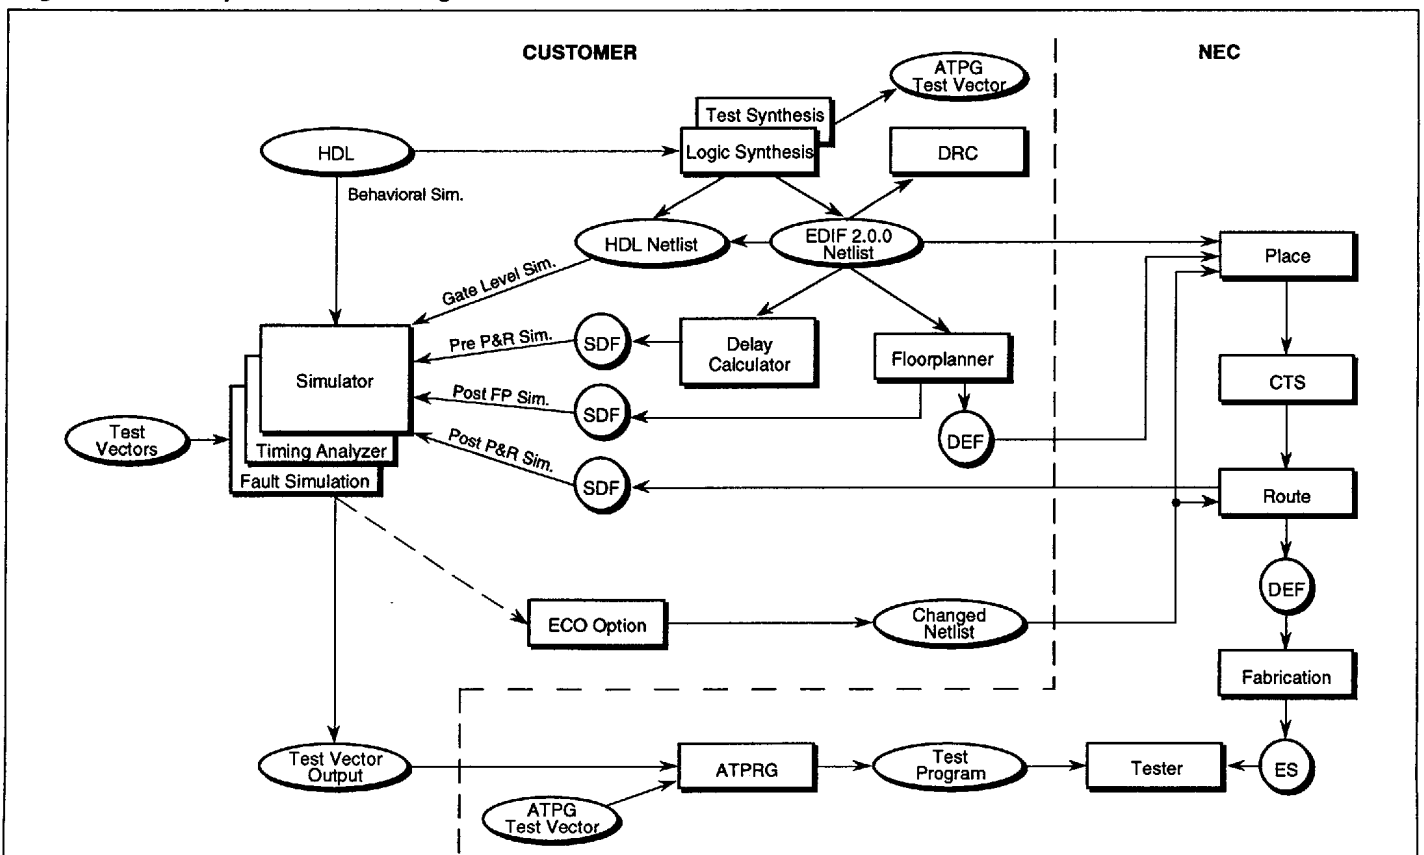 CUSTOMER
NEC
ATPG
Test Vector
Test Synthesis
Logic Synthesis
DRC
HDL
Behavioral Sim.
HDL Netlist
EDIF 2.0.0
Netlist
Place
Gate Level Sim.
Pre P&R Sim.
SDF
Delay
Calculator
Floorplanner
Simulator
CTS
Post FP Sim.
SDF
Test
Vectors
DEF
Timing Analyzer
Post P&R Sim.
Fault Simulation
SDF
Route
DEF
ECO Option
Changed
Netlist
Fabrication
Test Vector
Output
ATPRG
Test
Program
Tester
ES
ATPG
Test Vector